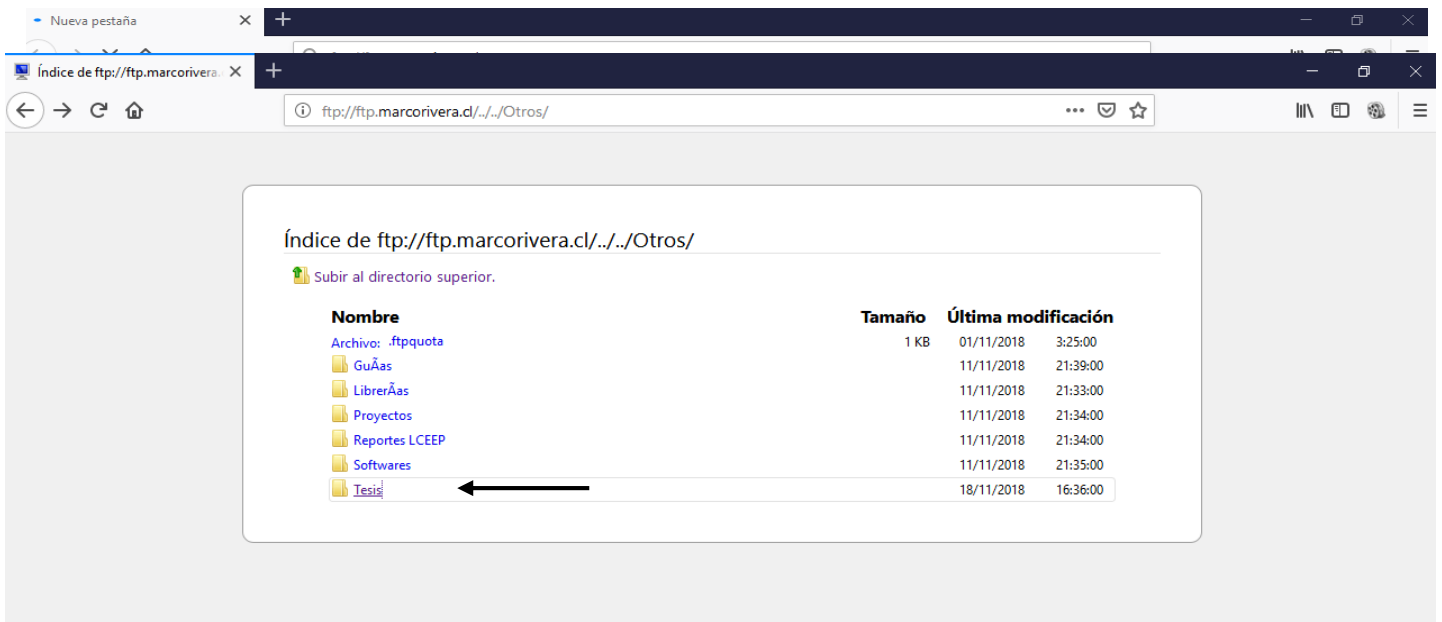 Nueva pestaña
Índice de ftp://ftp.marcorivera.
ftp://ftp.marcorivera.cl/../../Otros/
Índice de ftp://ftp.marcorivera.cl/../../Otros/
Subir al directorio superior.
Nombre Tamaño Última modificación
Archivo: .ftpquota 1 KB 01/11/2018 3:25:00
GuÃ­as 11/11/2018 21:39:00
LibrerÃ­as 11/11/2018 21:33:00
Proyectos 11/11/2018 21:34:00
Reportes LCEEP 11/11/2018 21:34:00
Softwares 11/11/2018 21:35:00
Tesis 18/11/2018 16:36:00